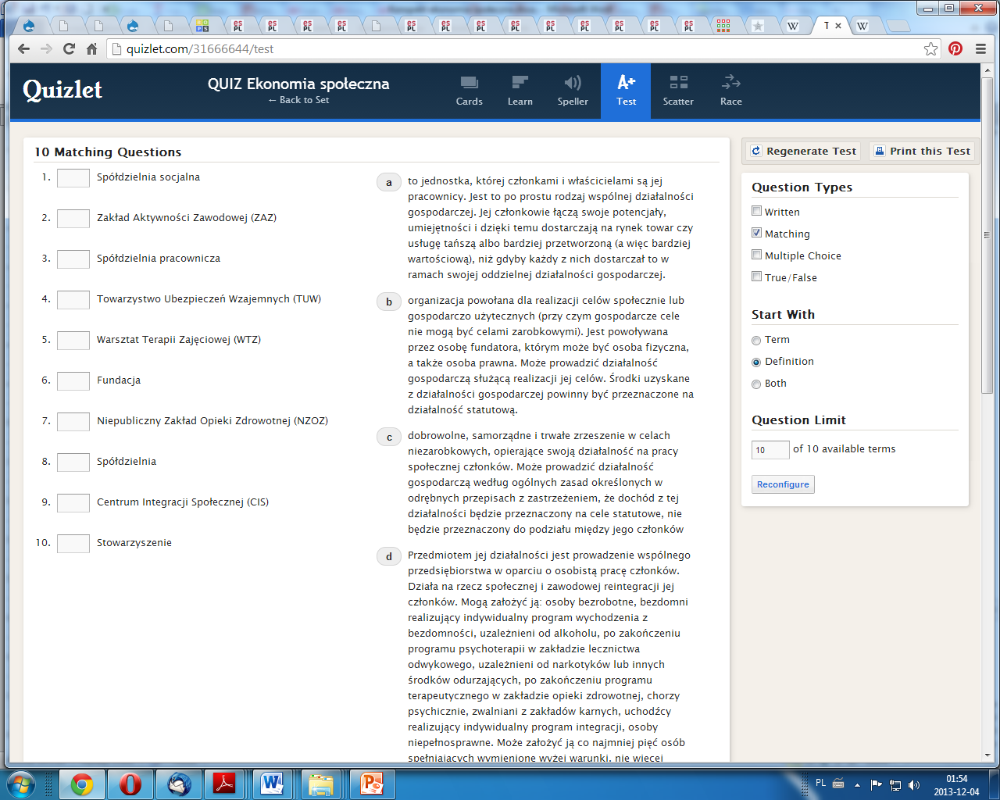 T
quizlet.com/31666644/test
Quizlet
QUIZ Ekonomia społeczna
← Back to Set
Cards
Learn
Speller
A+
Test
Scatter
Race
10 Matching Questions
1. Spółdzielnia socjalna
2. Zakład Aktywności Zawodowej (ZAZ)
3. Spółdzielnia pracownicza
4. Towarzystwo Ubezpieczeń Wzajemnych (TUW)
5. Warsztat Terapii Zajęciowej (WTZ)
6. Fundacja
7. Niepubliczny Zakład Opieki Zdrowotnej (NZOZ)
8. Spółdzielnia
9. Centrum Integracji Społecznej (CIS)
10. Stowarzyszenie
a to jednostka, której członkami i właścicielami są jej
pracownicy. Jest to po prostu rodzaj wspólnej działalności
gospodarczej. Jej członkowie łączą swoje potencjały,
umiejętności i dzięki temu dostarczają na rynek towar czy
usługę tańszą albo bardziej przetworzoną (a więc bardziej
wartościową), niż gdyby każdy z nich dostarczał to w
ramach swojej oddzielnej działalności gospodarczej.
b organizacja powołana dla realizacji celów społecznie lub
gospodarczo użytecznych (przy czym gospodarcze cele
nie mogą być celami zarobkowymi). Jest powoływana
przez osobę fundatora, którym może być osoba fizyczna,
a także osoba prawna. Może prowadzić działalność
gospodarczą służącą realizacji jej celów. Środki uzyskane
z działalności gospodarczej powinny być przeznaczone na
działalność statutową.
c dobrowolne, samorządne i trwałe zrzeszenie w celach
niezarobkowych, opierające swoją działalność na pracy
społecznej członków. Może prowadzić działalność
gospodarczą według ogólnych zasad określonych w
odrębnych przepisach z zastrzeżeniem, że dochód z tej
działalności będzie przeznaczony na cele statutowe, nie
będzie przeznaczony do podziału między jego członków
d Przedmiotem jej działalności jest prowadzenie wspólnego
przedsiębiorstwa w oparciu o osobistą pracę członków.
Działa na rzecz społecznej i zawodowej reintegracji jej
członków. Mogą założyć ją: osoby bezrobotne, bezdomni
realizujący indywidualny program wychodzenia z
bezdomności, uzależnieni od alkoholu, po zakończeniu
programu psychoterapii w zakładzie lecznictwa
odwykowego, uzależnieni od narkotyków lub innych
środków odurzających, po zakończeniu programu
terapeutycznego w zakładzie opieki zdrowotnej, chorzy
psychicznie, zwalniani z zakładów karnych, uchodźcy
realizujący indywidualny program integracji, osoby
niepełnosprawne. Może założyć ją co najmniej pięć osób
spełniających wymienione wyżej warunki, nie więcej
Regenerate Test
Print this Test
Question Types
Written
Matching
Multiple Choice
True/False
Start With
Term
Definition
Both
Question Limit
10 of 10 available terms
Reconfigure
PL
01:54
2013-12-04